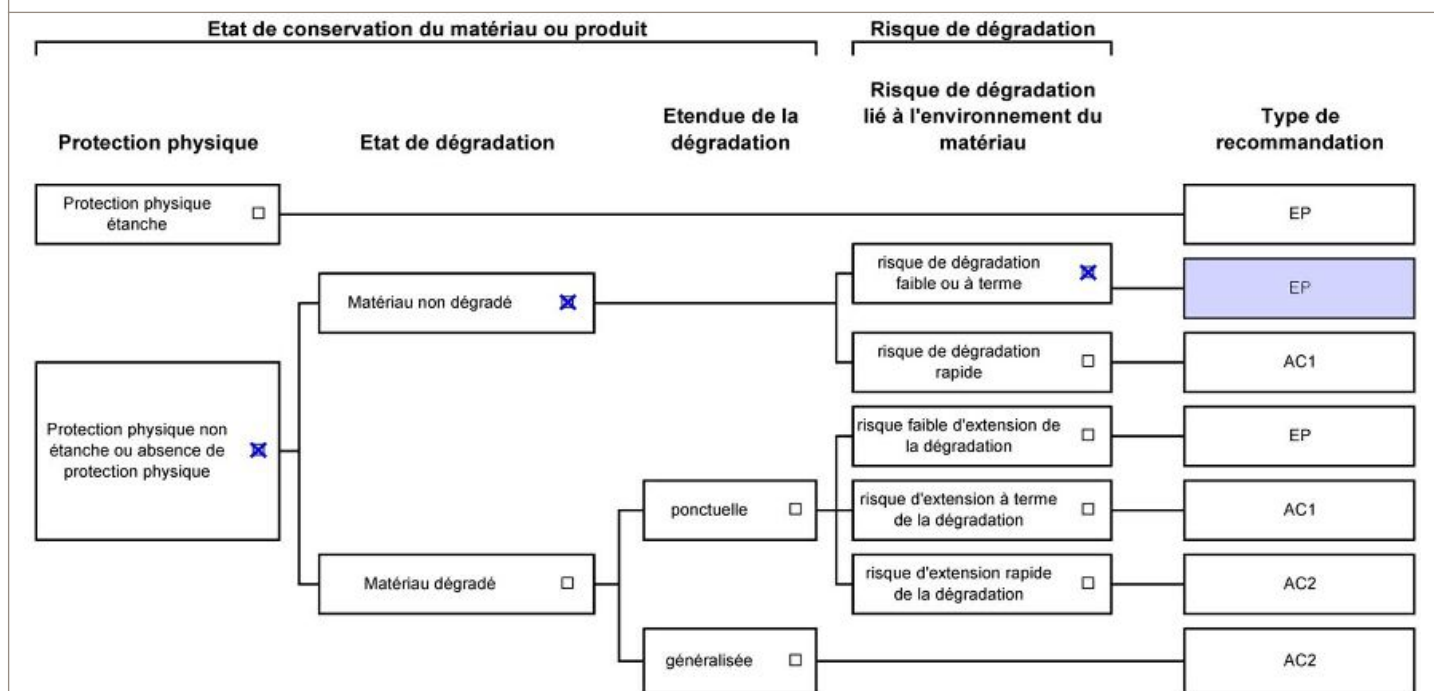 Etat de conservation du matériau ou produit
Risque de dégradation
Protection physique
Etat de dégradation
Etendue de la
dégradation
Risque de dégradation
lié à l'environnement du
matériau
Type de
recommandation
Protection physique
étanche
EP
Matériau non dégradé
risque de dégradation
faible ou à terme
EP
risque de dégradation
rapide
AC1
Protection physique non
étanche ou absence de
protection physique
risque faible d'extension de
la dégradation
EP
ponctuelle
risque d'extension à terme
de la dégradation
AC1
Matériau dégradé
risque d'extension rapide
de la dégradation
AC2
généralisée
AC2